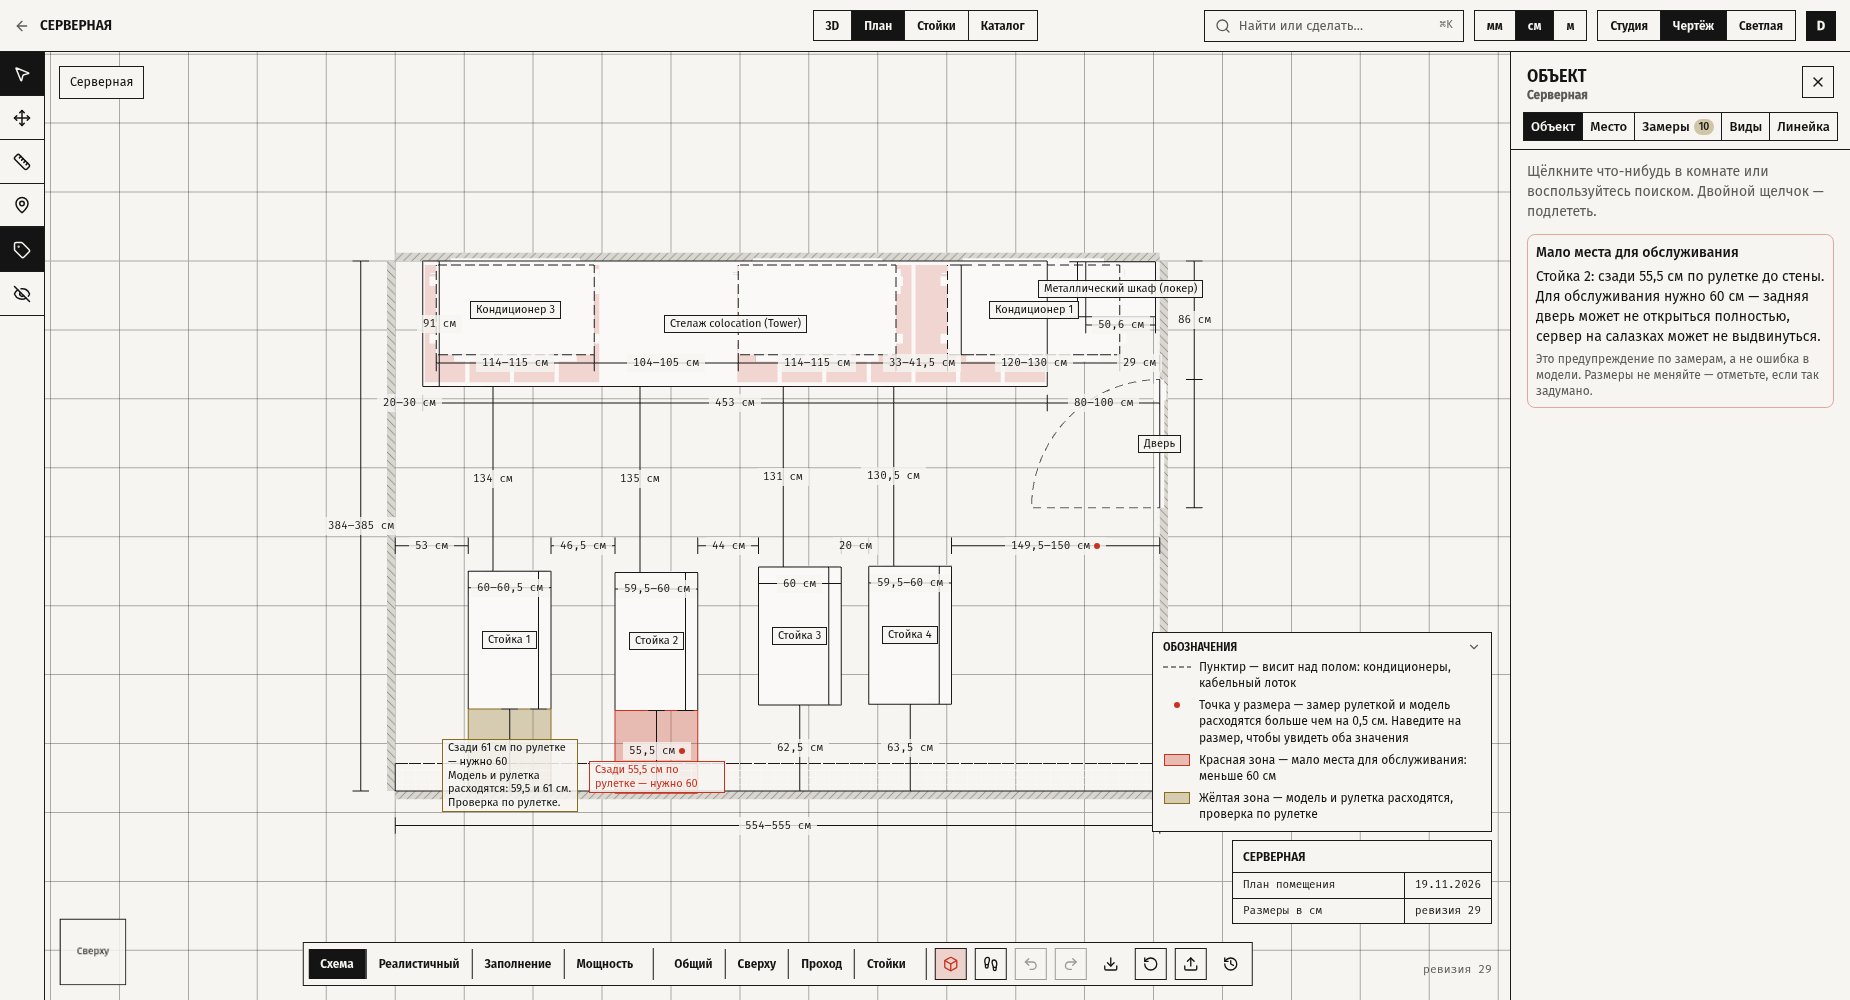 СЕРВЕРНАЯ
3D План Стойки Каталог
Найти или сделать... ⌘K
мм см м
Студия Чертёж Светлая
D
Серверная
ОБЪЕКТ
Серверная
Объект Место Замеры 10 Виды Линейка
Щёлкните что-нибудь в комнате или
воспользуйтесь поиском. Двойной щелчок —
подлететь.
Мало места для обслуживания
Стойка 2: сзади 55,5 см по рулетке до стены.
Для обслуживания нужно 60 см — задняя
дверь может не открыться полностью,
сервер на салазках может не выдвинуться.
Это предупреждение по замерам, а не ошибка в
модели. Размеры не меняйте — отметьте, если так
задумано.
Металлический шкаф (локер)
Кондиционер 3
Кондиционер 1
91 см
Стелаж colocation (Tower)
50,6 см
86 см
114–115 см
104–105 см
114–115 см
33–41,5 см
120–130 см
29 см
20–30 см
453 см
80–100 см
Дверь
134 см
135 см
131 см
130,5 см
384–385 см
53 см
46,5 см
44 см
20 см
149,5–150 см
60–60,5 см
59,5–60 см
60 см
59,5–60 см
Стойка 1
Стойка 2
Стойка 3
Стойка 4
Сзади 61 см по рулетке
— нужно 60
Модель и рулетка
расходятся: 59,5 и 61 см.
Проверка по рулетке.
55,5 см
Сзади 55,5 см по
рулетке — нужно 60
62,5 см
63,5 см
554–555 см
ОБОЗНАЧЕНИЯ
Пунктир — висит над полом: кондиционеры,
кабельный лоток
Точка у размера — замер рулеткой и модель
расходятся больше чем на 0,5 см. Наведите на
размер, чтобы увидеть оба значения
Красная зона — мало места для обслуживания:
меньше 60 см
Жёлтая зона — модель и рулетка расходятся,
проверка по рулетке
СЕРВЕРНАЯ
План помещения 19.11.2026
Размеры в см ревизия 29
Сверху
Схема Реалистичный Заполнение Мощность Общий Сверху Проход Стойки
ревизия 29